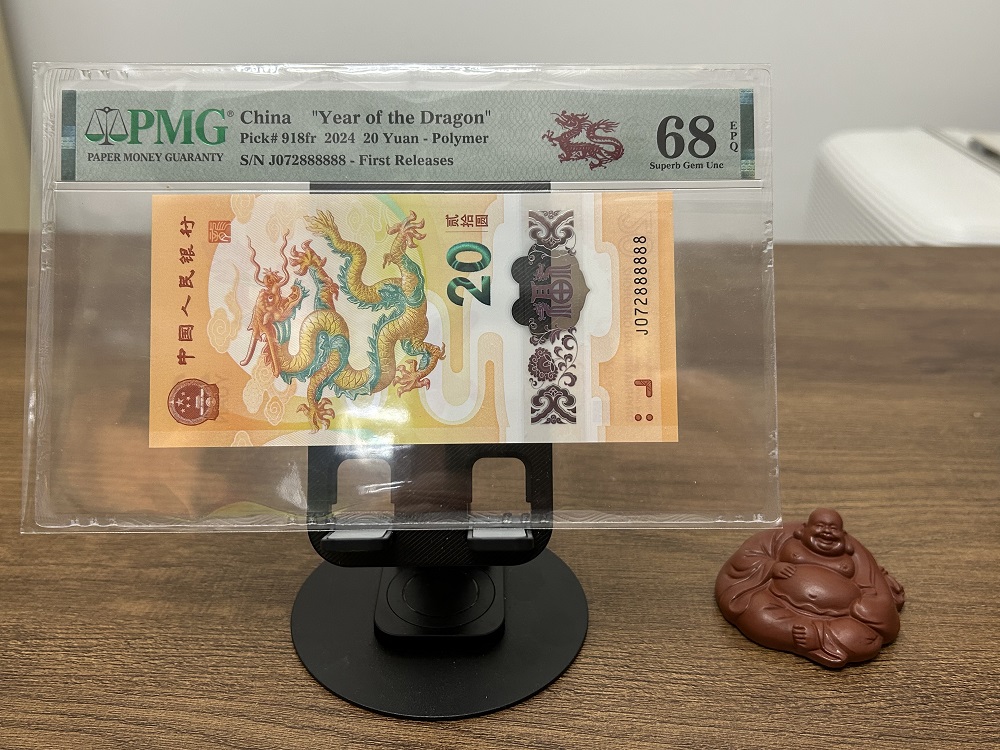 PMG®
PAPER MONEY GUARANTY
China "Year of the Dragon"
Pick# 918fr 2024 20 Yuan - Polymer
S/N J072888888 - First Releases
68
EPQ
Superb Gem Unc
中国人民银行
贰拾圆
20
J072888888